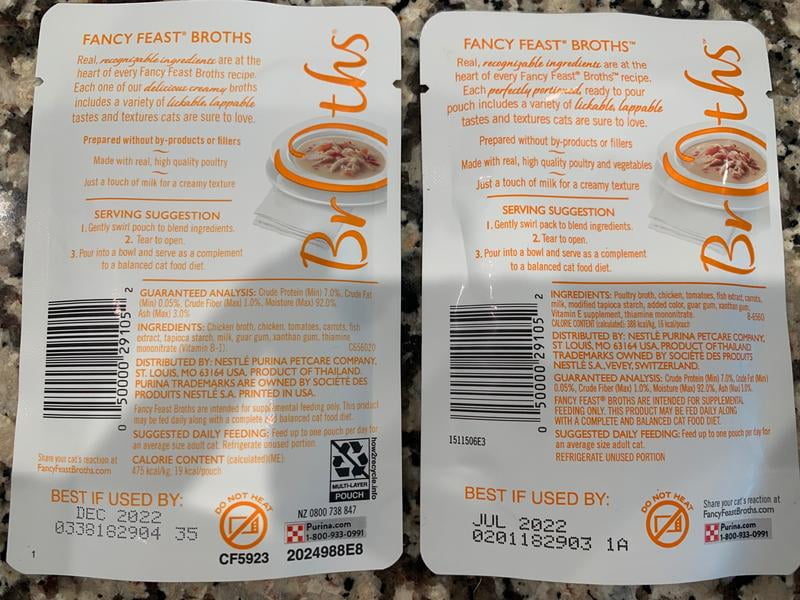 FANCY FEAST® BROTHS
Real, recognizable ingredients are at the
heart of every Fancy Feast Broths recipe.
Each one of our delicious creamy broths
includes a variety of lickable, lappable
tastes and textures cats are sure to love.
Prepared without by-products or fillers
Made with real, high quality poultry
Just a touch of milk for a creamy texture
SERVING SUGGESTION
1. Gently swirl pouch to blend ingredients.
2. Tear to open.
3. Pour into a bowl and serve as a complement
to a balanced cat food diet.
Broths®
GUARANTEED ANALYSIS: Crude Protein (Min) 7.0%, Crude Fat
(Min) 0.05%, Crude Fiber (Max) 1.0%, Moisture (Max) 92.0%
Ash (Max) 3.0%
INGREDIENTS: Chicken broth, chicken, tomatoes, carrots, fish
extract, tapioca starch, milk, guar gum, xanthan gum, thiamine
mononitrate (Vitamin B-1). C656020
DISTRIBUTED BY: NESTLÉ PURINA PETCARE COMPANY,
ST. LOUIS, MO 63164 USA. PRODUCT OF THAILAND.
PURINA TRADEMARKS ARE OWNED BY SOCIÉTÉ DES
PRODUITS NESTLÉ S.A. PRINTED IN USA.
Fancy Feast Broths are intended for supplemental feeding only. This product
may be fed daily along with a complete and balanced cat food diet.
SUGGESTED DAILY FEEDING: Feed up to one pouch per day for
an average size adult cat. Refrigerate unused portion.
CALORIE CONTENT (calculated)(ME):
475 kcal/kg, 19 kcal/pouch
0 50000 29105 2
Share your cat's reaction at
FancyFeastBroths.com
how2recycle.info
MULTI-LAYER
POUCH
BEST IF USED BY:
DEC 2022
0338182904 35
DO NOT HEAT
CF5923
NZ 0800 738 847
Purina.com
1-800-933-0991
2024988E8
1
FANCY FEAST® BROTHS™
Real, recognizable ingredients are at the
heart of every Fancy Feast® Broths™ recipe.
Each perfectly portioned, ready to pour
pouch includes a variety of lickable, lappable
tastes and textures cats are sure to love.
Prepared without by-products or fillers
Made with real, high quality poultry and vegetables
Just a touch of milk for a creamy texture
SERVING SUGGESTION
1. Gently swirl pack to blend ingredients.
2. Tear to open.
3. Pour into a bowl and serve as a complement
to a balanced cat food diet.
Broths™
INGREDIENTS: Poultry broth, chicken, tomatoes, fish extract, carrots,
milk, modified tapioca starch, added color, guar gum, xanthan gum,
Vitamin E supplement, thiamine mononitrate.
CALORIE CONTENT (calculated): 388 kcal/kg, 16 kcal/pouch
DISTRIBUTED BY: NESTLÉ PURINA PETCARE COMPANY,
ST. LOUIS, MO 63164 USA. PRODUCT OF THAILAND.
TRADEMARKS OWNED BY SOCIÉTÉ DES PRODUITS
NESTLÉ S.A., VEVEY, SWITZERLAND.
GUARANTEED ANALYSIS: Crude Protein (Min) 7.0%, Crude Fat (Min)
0.05%, Crude Fiber (Max) 1.0%, Moisture (Max) 92.0%, Ash (Max)
FANCY FEAST® BROTHS ARE INTENDED FOR SUPPLEMENTAL
FEEDING ONLY. THIS PRODUCT MAY BE FED DAILY ALONG
WITH A COMPLETE AND BALANCED CAT FOOD DIET.
SUGGESTED DAILY FEEDING: Feed up to one pouch per day for
an average size adult cat.
REFRIGERATE UNUSED PORTION
0 50000 29105 2
1511506E3
BEST IF USED BY:
JUL 2022
0201182903 1A
DO NOT HEAT
Share your cat's reaction at
FancyFeastBroths.com
Purina.com
1-800-933-0991